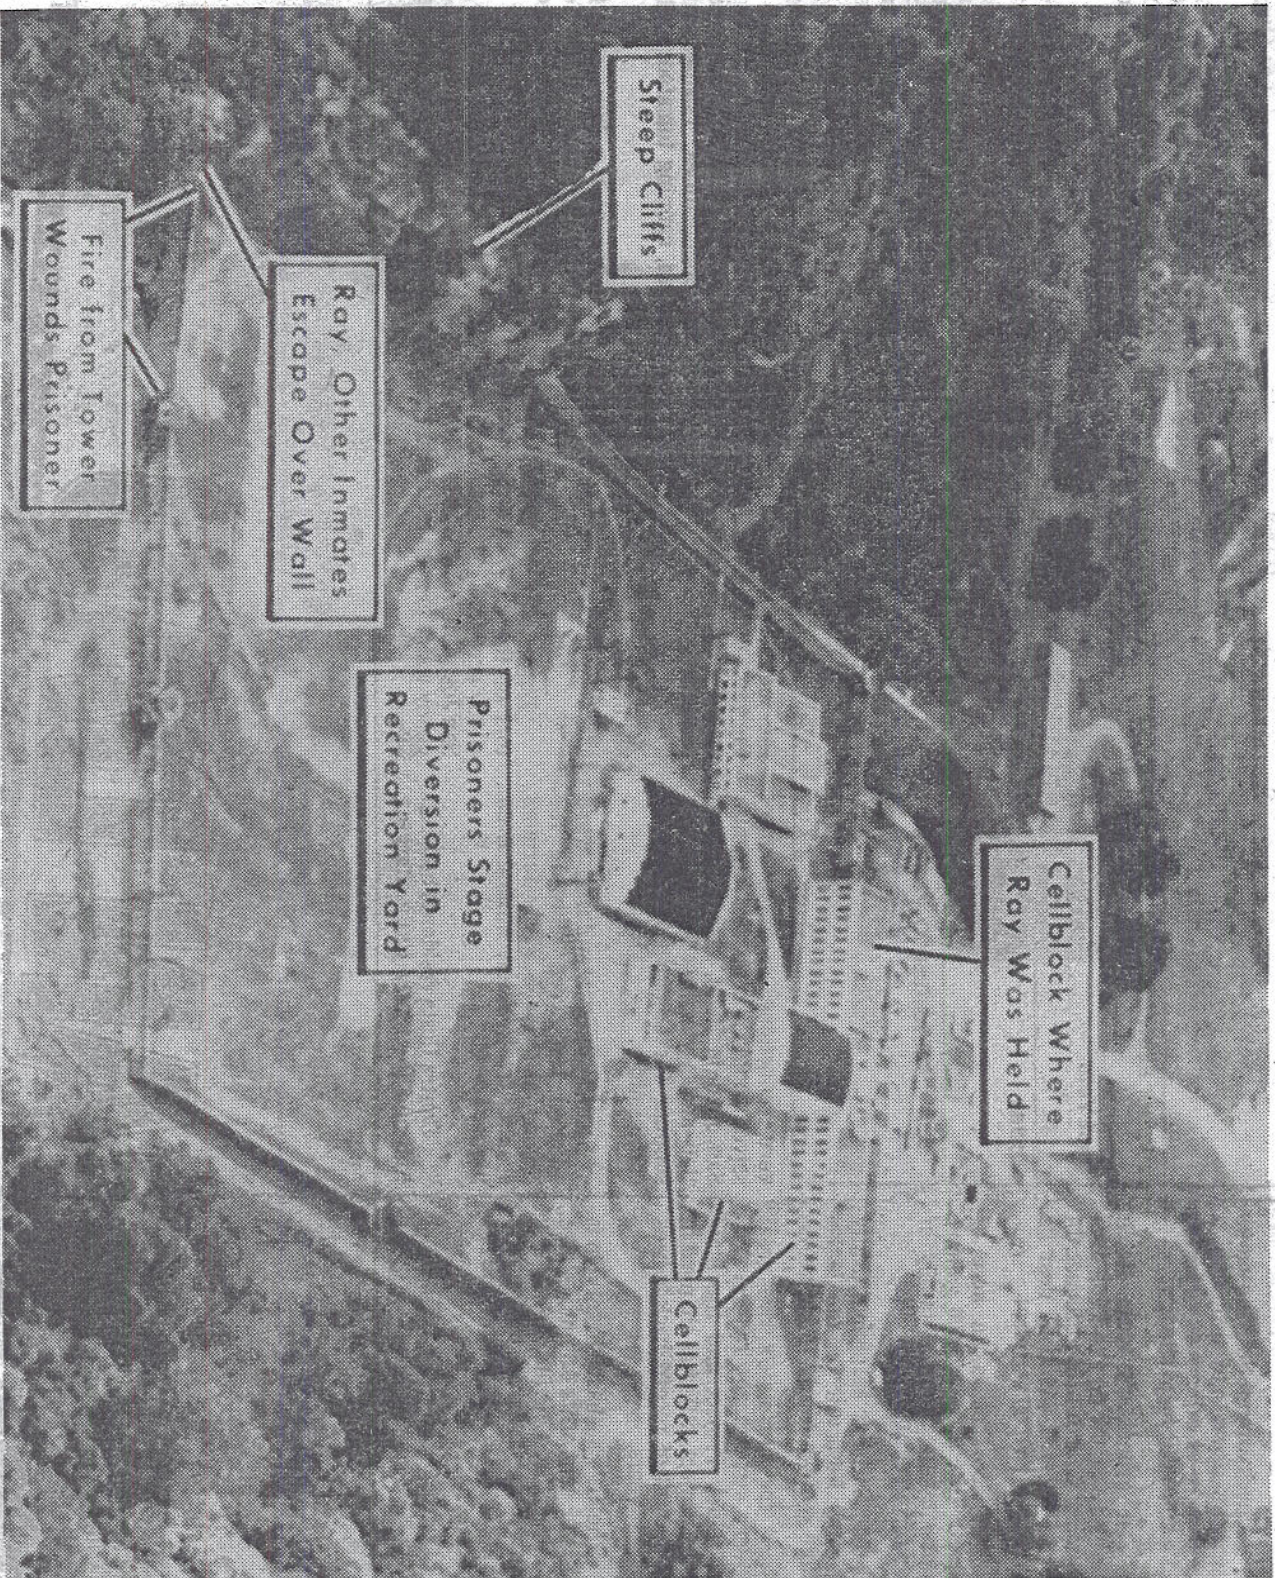 Cellblock Where
Ray Was Held
Steep Cliffs
Cellblocks
Prisoners Stage
Diversion in
Recreation Yard
Ray, Other Inmates
Escape Over Wall
Fire from Tower
Wounds Prisoner